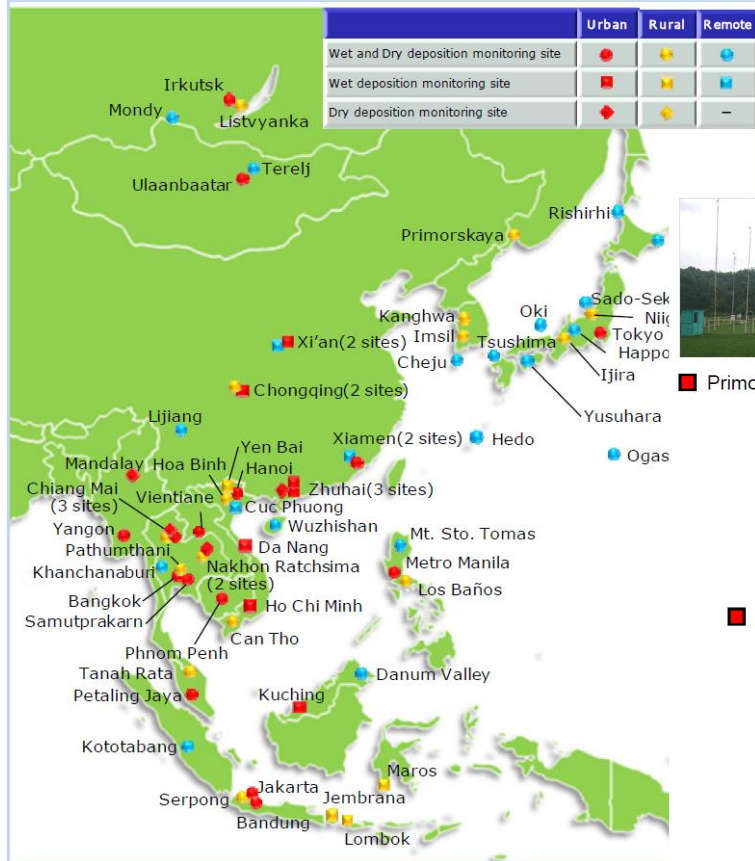 Urban Rural Remote
Wet and Dry deposition monitoring site
Wet deposition monitoring site
Dry deposition monitoring site –
Irkutsk
Mondy
Listvyanka
Terelj
Ulaanbaatar
Rishirhi
Primorskaya
Sado-Sek
Kanghwa
Oki
Niig
Imsil
Tsushima
Tokyo
Xi'an(2 sites)
Happo
Cheju
Ijira
Primo
Chongqing(2 sites)
Yusuhara
Lijiang
Yen Bai
Xiamen(2 sites)
Hedo
Ogas
Mandalay
Hoa Binh
Hanoi
Chiang Mai
(3 sites)
Vientiane
Zhuhai(3 sites)
Cuc Phuong
Yangon
Wuzhishan
Mt. Sto. Tomas
Pathumthani
Da Nang
Khanchanaburi
Nakhon Ratchsima
(2 sites)
Metro Manila
Los Baños
Bangkok
Samutprakarn
Ho Chi Minh
Can Tho
Phnom Penh
Tanah Rata
Danum Valley
Petaling Jaya
Kuching
Kototabang
Maros
Jakarta
Serpong
Jembrana
Bandung
Lombok